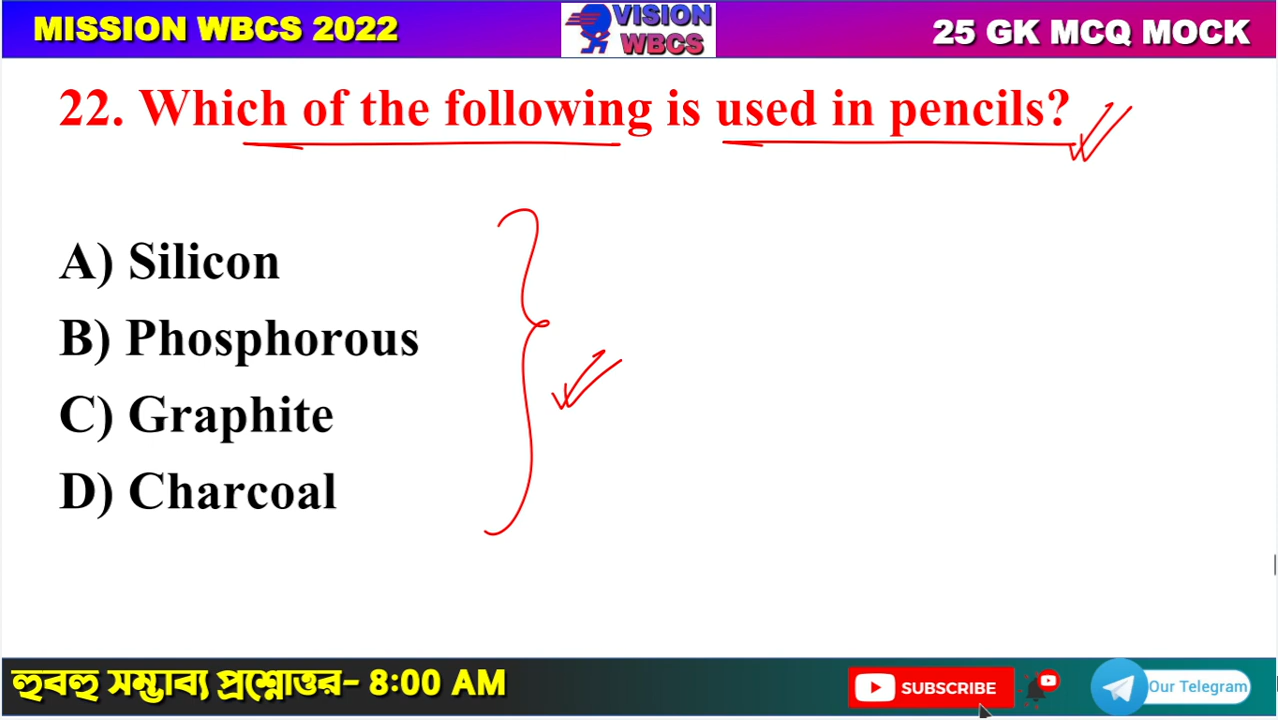 MISSION WBCS 2022
VISION
WBCS
25 GK MCQ MOCK
22. Which of the following is used in pencils?
A) Silicon
B) Phosphorous
C) Graphite
D) Charcoal
হুবহু সম্ভাব্য প্রশ্নোত্তর- 8:00 AM
SUBSCRIBE
Our Telegram